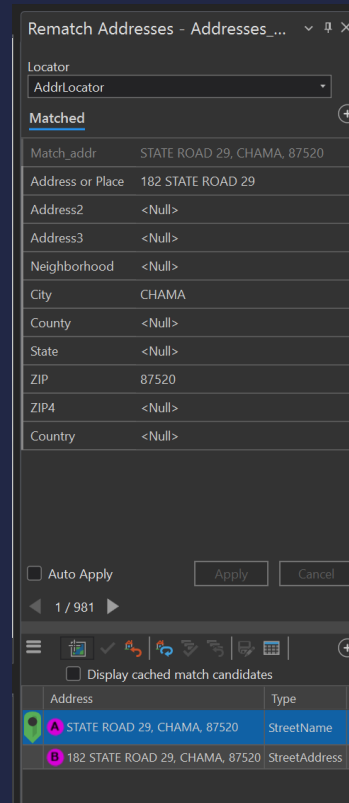 Rematch Addresses - Addresses_...
Locator
AddrLocator
Matched
Match_addr STATE ROAD 29, CHAMA, 87520
Address or Place 182 STATE ROAD 29
Address2 <Null>
Address3 <Null>
Neighborhood <Null>
City CHAMA
County <Null>
State <Null>
ZIP 87520
ZIP4 <Null>
Country <Null>
Auto Apply Apply Cancel
1 / 981
Display cached match candidates
Address Type
A STATE ROAD 29, CHAMA, 87520 StreetName
B 182 STATE ROAD 29, CHAMA, 87520 StreetAddress